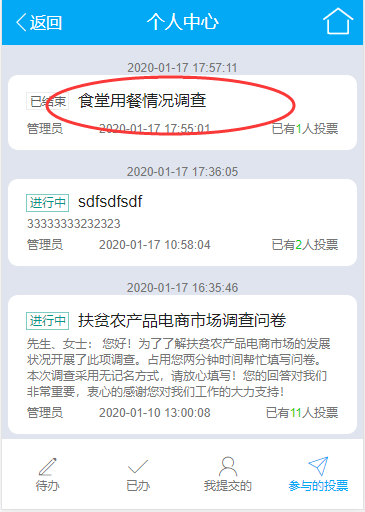 返回 个人中心
2020-01-17 17:57:11
已结束 食堂用餐情况调查
管理员 2020-01-17 17:55:01 已有1人投票
2020-01-17 17:36:05
进行中 sdfsdfsdf
33333333232323
管理员 2020-01-17 10:58:04 已有2人投票
2020-01-17 16:35:46
进行中 扶贫农产品电商市场调查问卷
先生、女士： 您好！为了了解扶贫农产品电商市场的发展
状况开展了此项调查。占用您两分钟时间帮忙填写问卷。
本次调查采用无记名方式，请放心填写！您的回答对我们
非常重要，衷心的感谢您对我们工作的大力支持！
管理员 2020-01-10 13:00:08 已有11人投票
待办 已办 我提交的 参与的投票